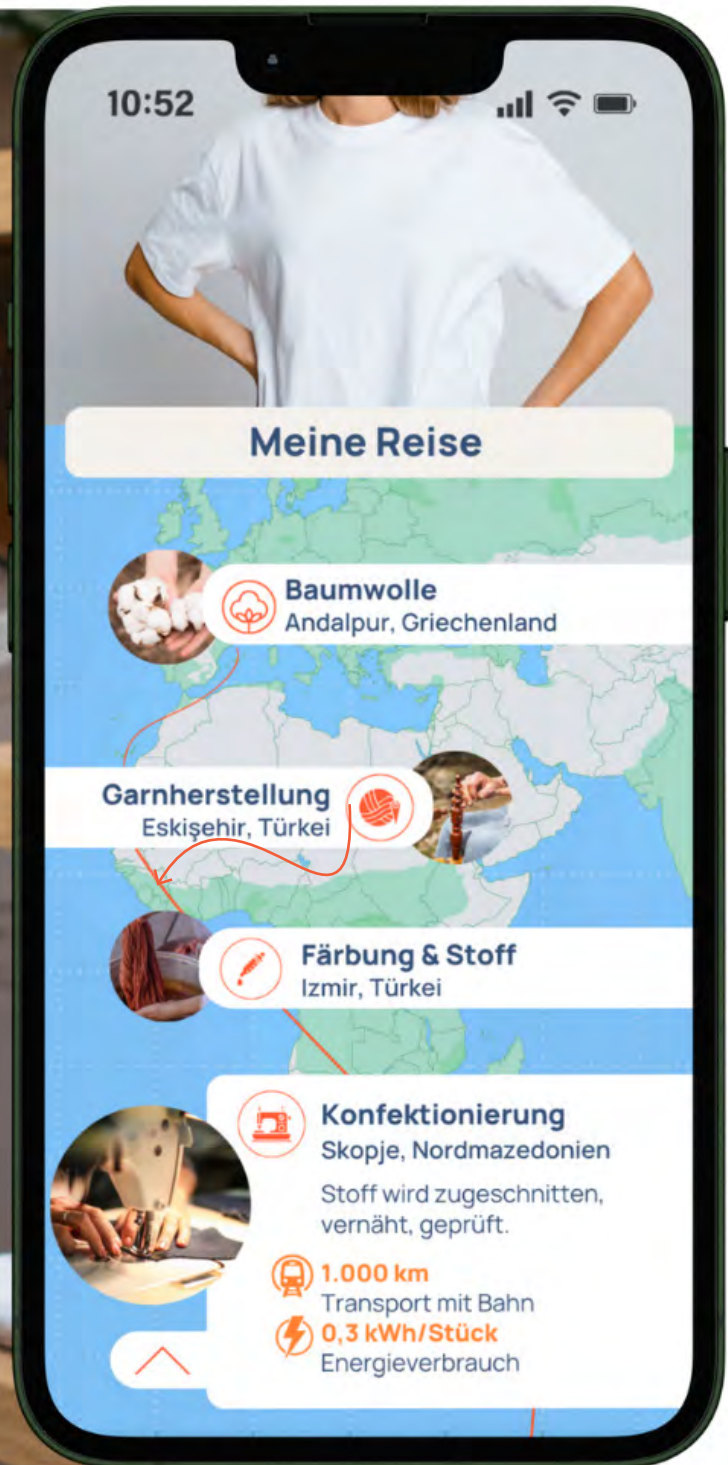 10:52
Meine Reise
Baumwolle
Andalpur, Griechenland
Garnherstellung
Eskişehir, Türkei
Färbung & Stoff
Izmir, Türkei
Konfektionierung
Skopje, Nordmazedonien
Stoff wird zugeschnitten,
vernäht, geprüft.
1.000 km
Transport mit Bahn
0,3 kWh/Stück
Energieverbrauch